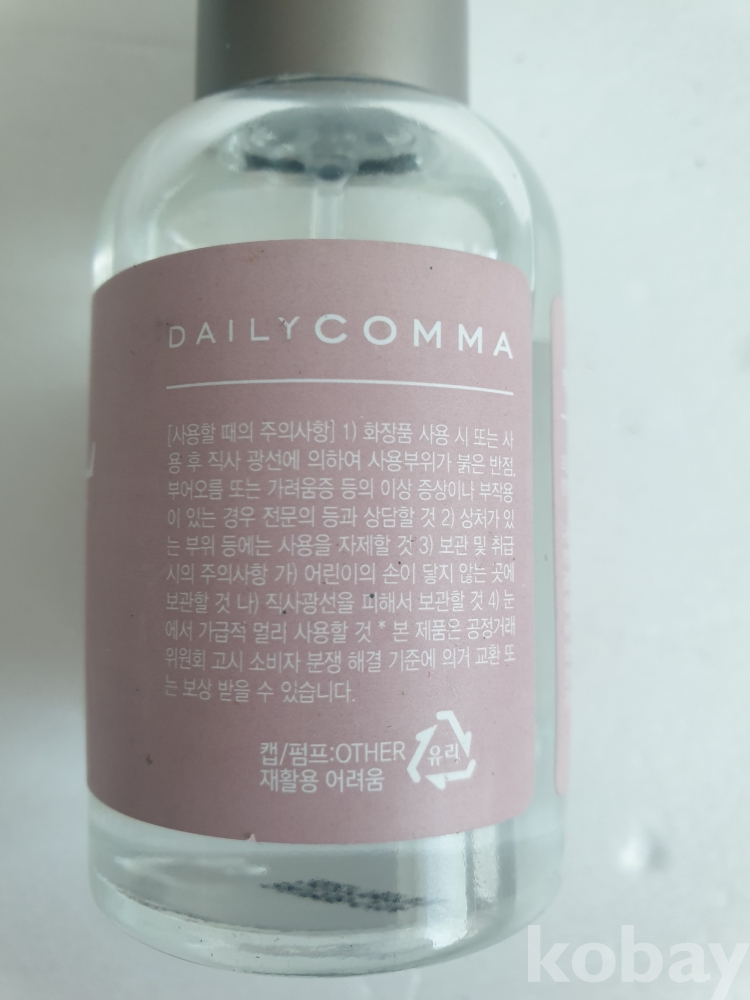 DAILYCOMMA
[사용할 때의 주의사항] 1) 화장품 사용 시 또는 사
용 후 직사 광선에 의하여 사용부위가 붉은 반점,
부어오름 또는 가려움증 등의 이상 증상이나 부작용
이 있는 경우 전문의 등과 상담할 것 2) 상처가 있
는 부위 등에는 사용을 자제할 것 3) 보관 및 취급
시의 주의사항 가) 어린이의 손이 닿지 않는 곳에
보관할 것 나) 직사광선을 피해서 보관할 것 4) 눈
에서 가급적 멀리 사용할 것 * 본 제품은 공정거래
위원회 고시 소비자 분쟁 해결 기준에 의거 교환 또
는 보상 받을 수 있습니다.
캡/펌프:OTHER 유리
재활용 어려움
kobay